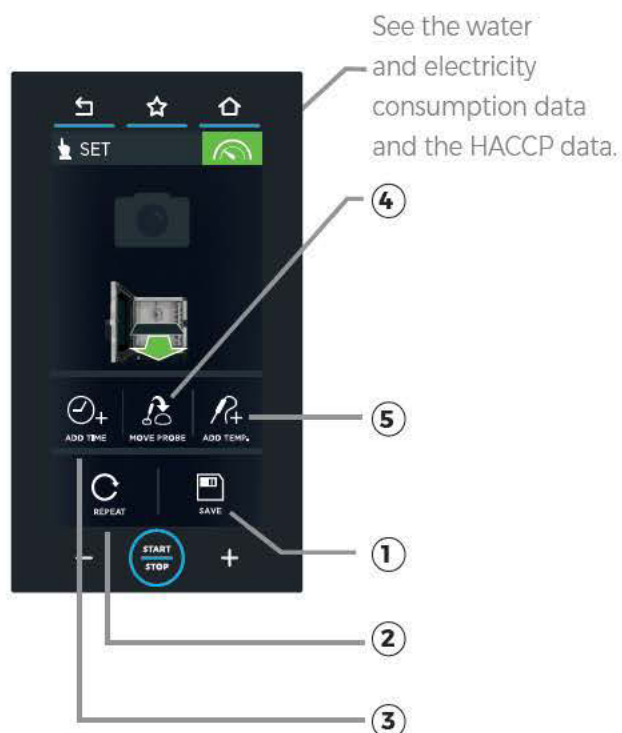 See the water
and electricity
consumption data
and the HACCP data.
SET
4
ADD TIME
MOVE PROBE
ADD TEMP.
5
REPEAT
SAVE
1
START
STOP
- +
2
3